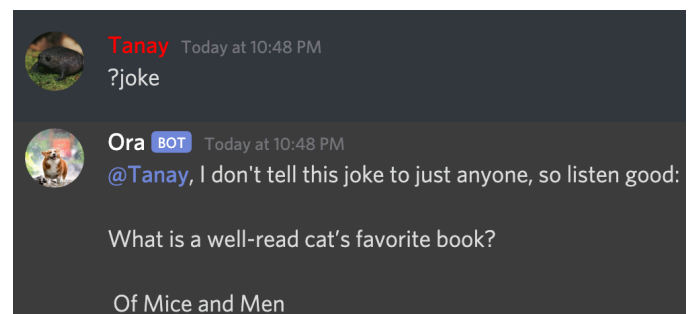 Tanay Today at 10:48 PM
?joke
Ora BOT Today at 10:48 PM
@Tanay, I don't tell this joke to just anyone, so listen good:
What is a well-read cat’s favorite book?
Of Mice and Men